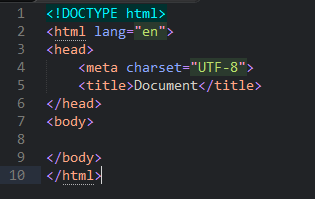 1 <!DOCTYPE html>
2 <html lang="en">
3 <head>
4     <meta charset="UTF-8">
5     <title>Document</title>
6 </head>
7 <body>
8
9 </body>
10 </html>